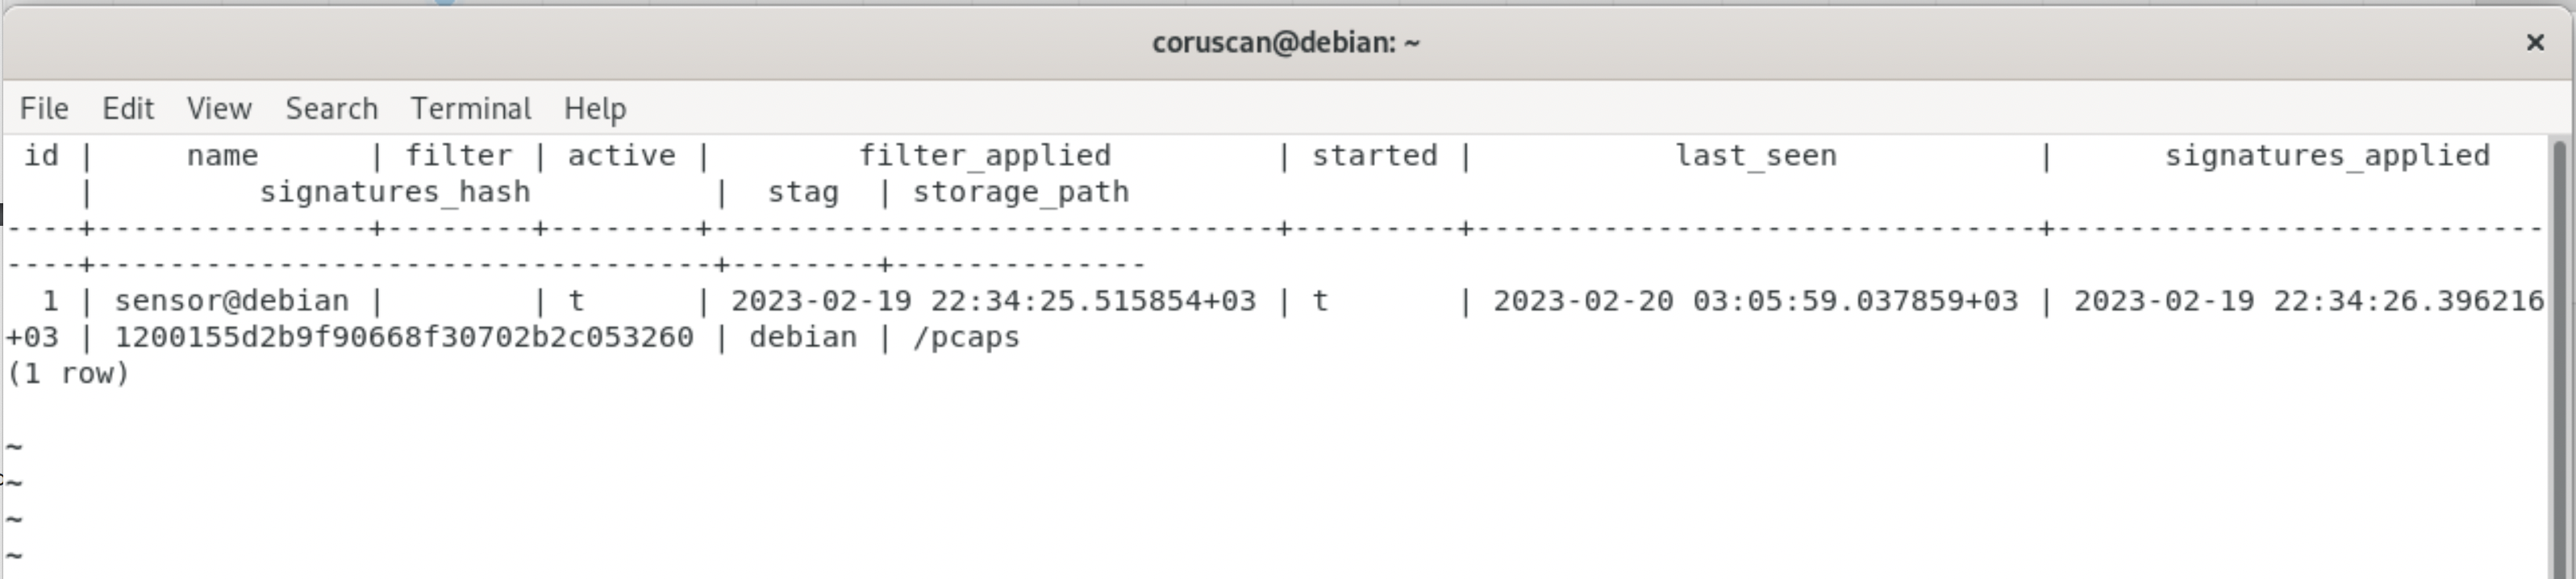 coruscan@debian: ~ ×
File Edit View Search Terminal Help
 id |     name      | filter | active |        filter_applied         | started |           last_seen           |      signatures_applied
    |         signatures_hash          |  stag  | storage_path
----+---------------+--------+--------+-------------------------------+---------+-------------------------------+---------------------------
----+-----------------------------------+--------+--------------
  1 | sensor@debian |        | t      | 2023-02-19 22:34:25.515854+03 | t       | 2023-02-20 03:05:59.037859+03 | 2023-02-19 22:34:26.396216
+03 | 1200155d2b9f90668f30702b2c053260 | debian | /pcaps
(1 row)
~
~
~
~